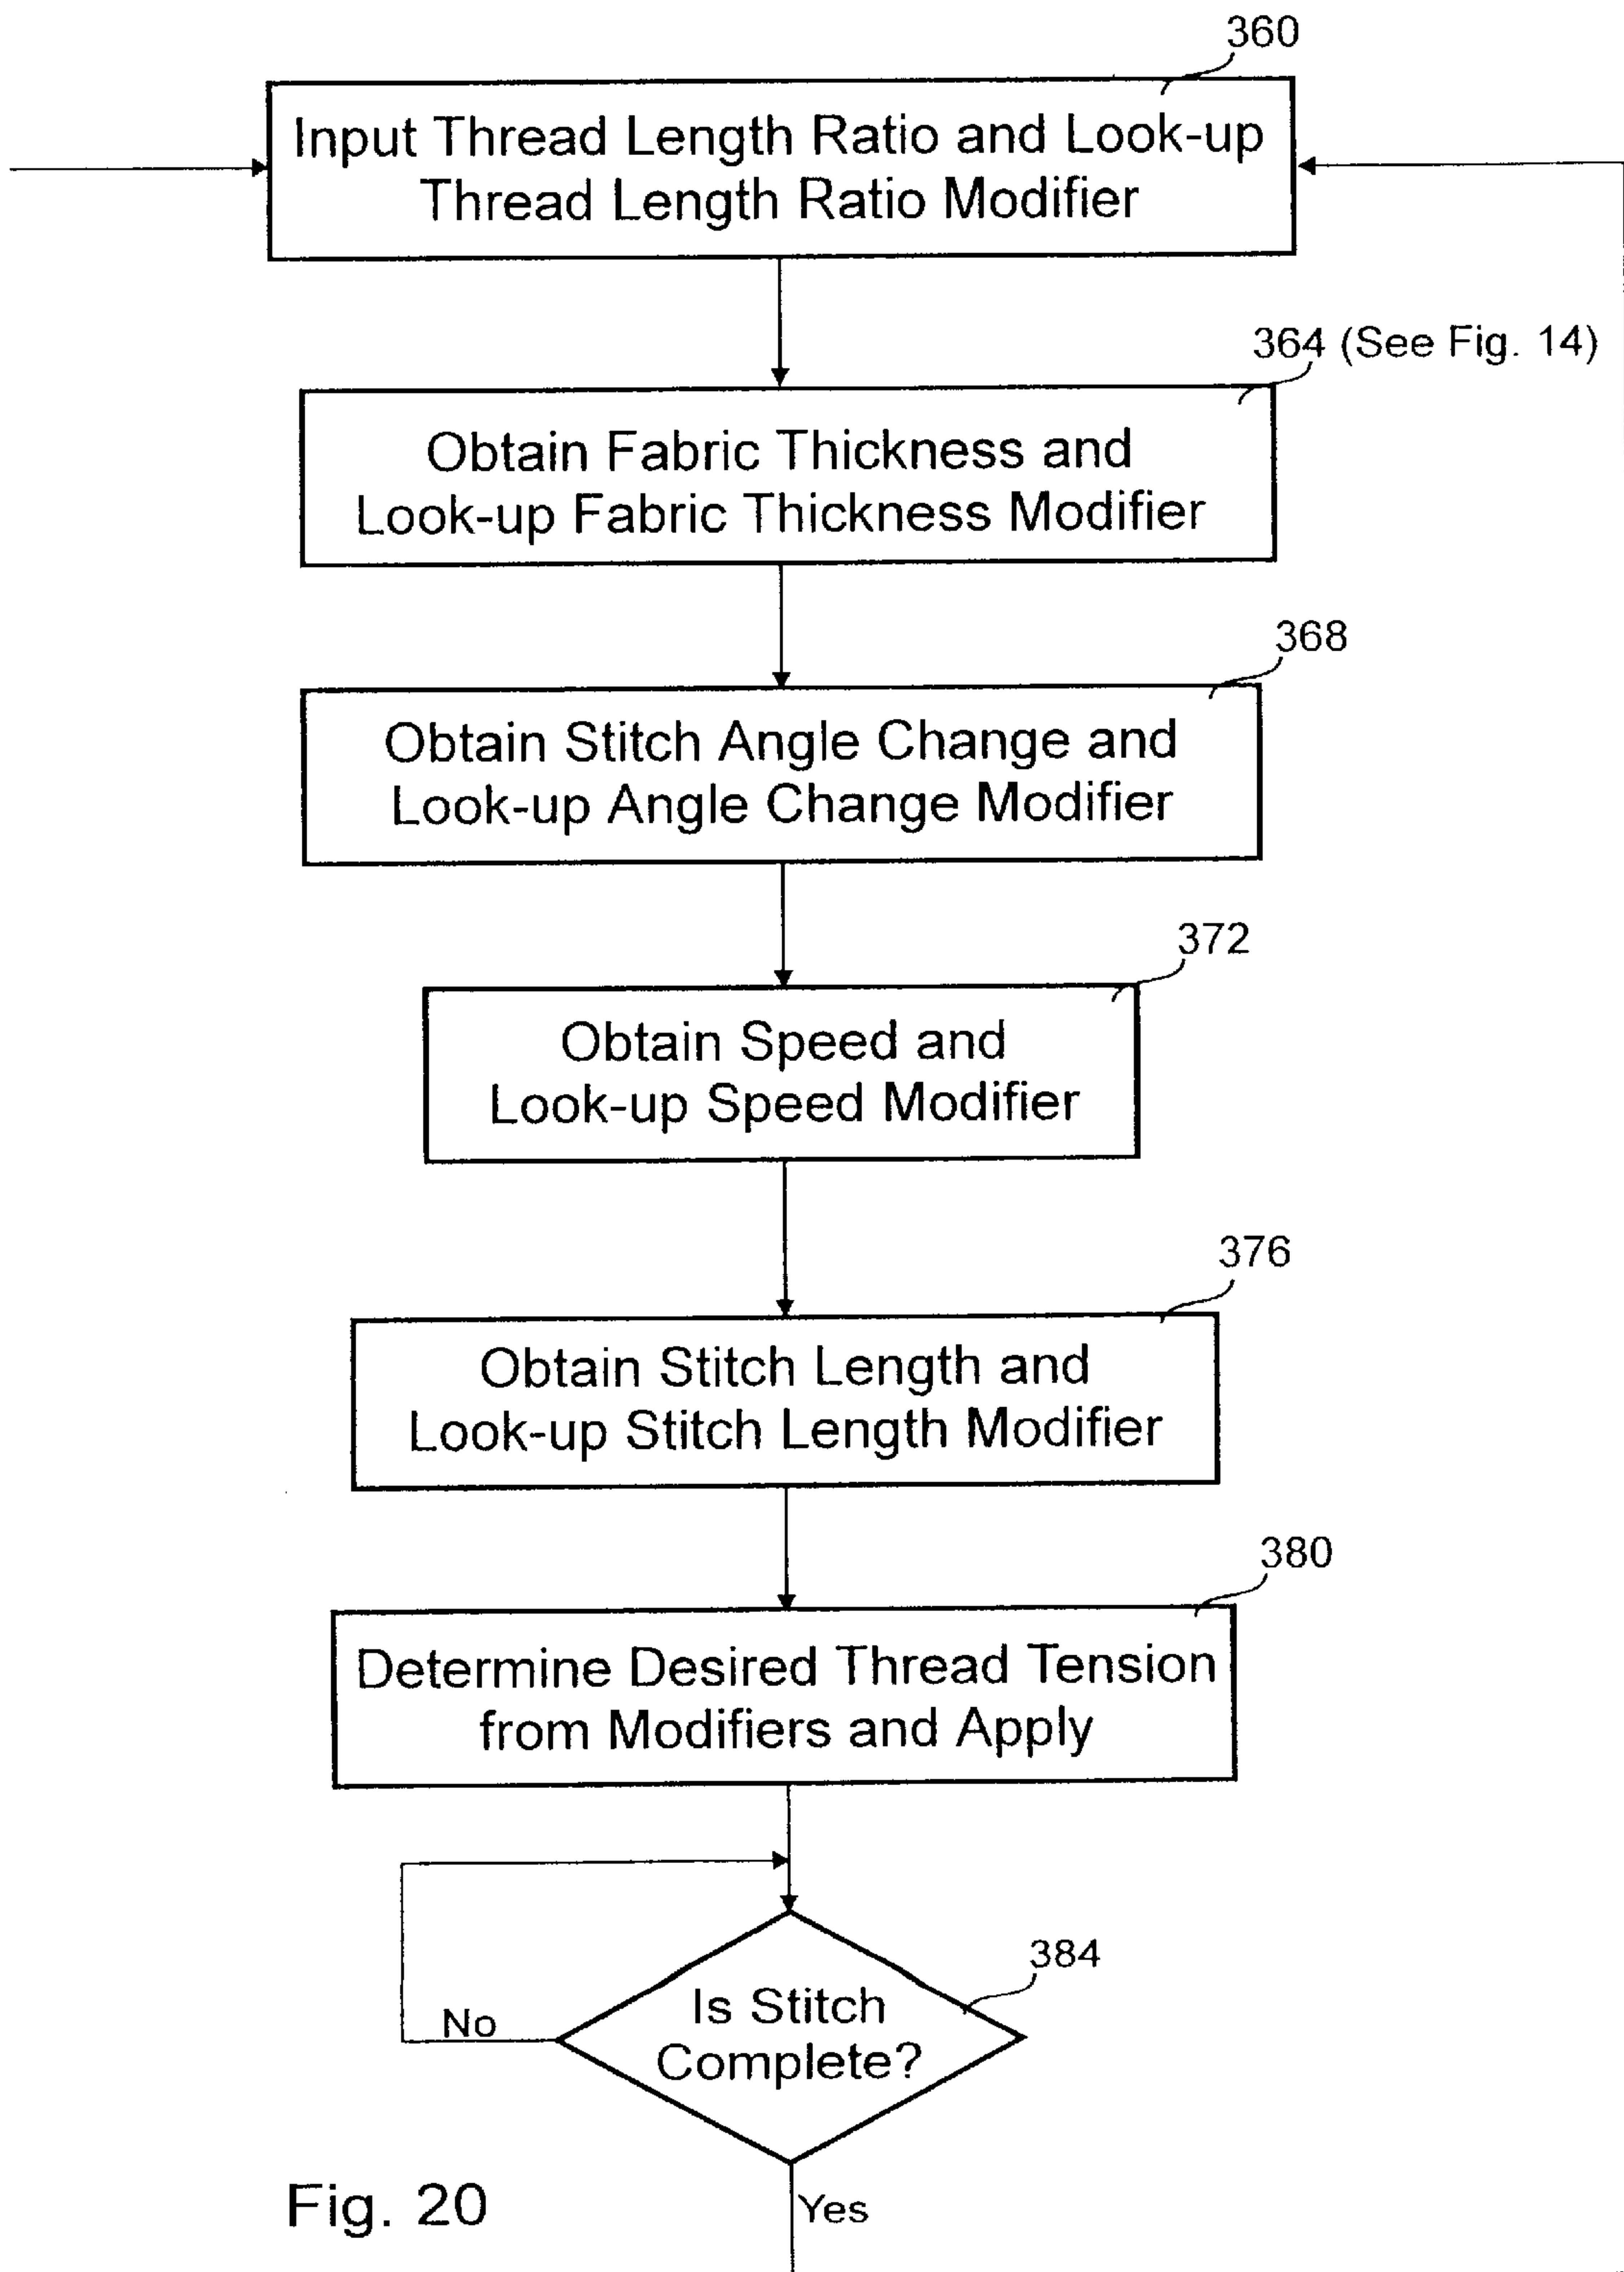 360
Input Thread Length Ratio and Look-up
Thread Length Ratio Modifier
364 (See Fig. 14)
Obtain Fabric Thickness and
Look-up Fabric Thickness Modifier
368
Obtain Stitch Angle Change and
Look-up Angle Change Modifier
372
Obtain Speed and
Look-up Speed Modifier
376
Obtain Stitch Length and
Look-up Stitch Length Modifier
380
Determine Desired Thread Tension
from Modifiers and Apply
384
Is Stitch
Complete?
No
Yes
Fig. 20